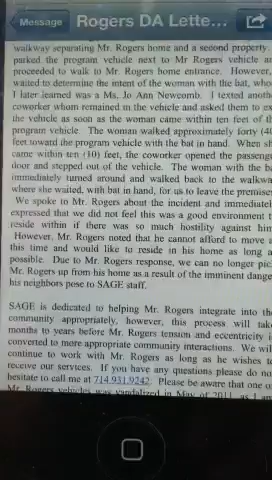 Message
Rogers DA Lette...
walkway separating Mr. Rogers home and a second property.
parked the program vehicle next to Mr Rogers vehicle an
proceeded to walk to Mr. Rogers home entrance. However,
waited to determine the intent of the woman with the bat, who
I later learned was a Ms. Jo Ann Newcomb. I texted anoth
coworker whom remained in the vehicle and asked them to ex
the vehicle as soon as the woman came within ten feet of th
program vehicle. The woman walked approximately forty (40
feet toward the program vehicle with the bat in hand. When sh
came within ten (10) feet, the coworker opened the passenge
door and stepped out of the vehicle. The woman with the ba
immediately turned around and walked back to the walkwa
where she waited, with bat in hand, for us to leave the premises
We spoke to Mr. Rogers about the incident and immediatel
expressed that we did not feel this was a good environment t
reside within if there was so much hostility against him
However, Mr. Rogers noted that he cannot afford to move a
this time and would like to reside in his home as long a
possible. Due to Mr. Rogers response, we can no longer pic
Mr. Rogers up from his home as a result of the imminent dange
his neighbors pose to SAGE staff.
SAGE is dedicated to helping Mr. Rogers integrate into th
community appropriately, however, this process will tak
months to years before Mr. Rogers tension and eccentricity i
converted to more appropriate community interactions. We wil
continue to work with Mr. Rogers as long as he wishes t
receive our services. If you have any questions please do no
hesitate to call me at 714.931.9242. Please be aware that one o
Mr. Rogers vehicles was vandalized in May of 2011, as I am